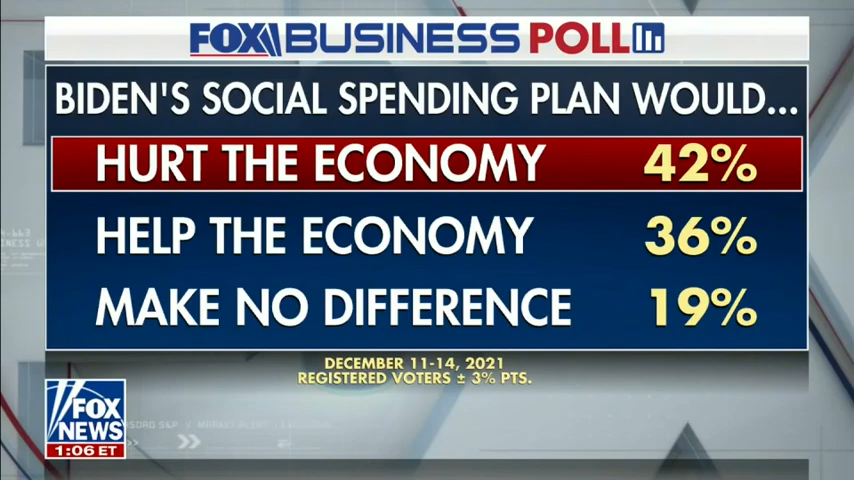 FOX BUSINESS POLL
BIDEN'S SOCIAL SPENDING PLAN WOULD...
HURT THE ECONOMY 42%
HELP THE ECONOMY 36%
MAKE NO DIFFERENCE 19%
DECEMBER 11-14, 2021
REGISTERED VOTERS ± 3% PTS.
FOX
NEWS
1:06 ET